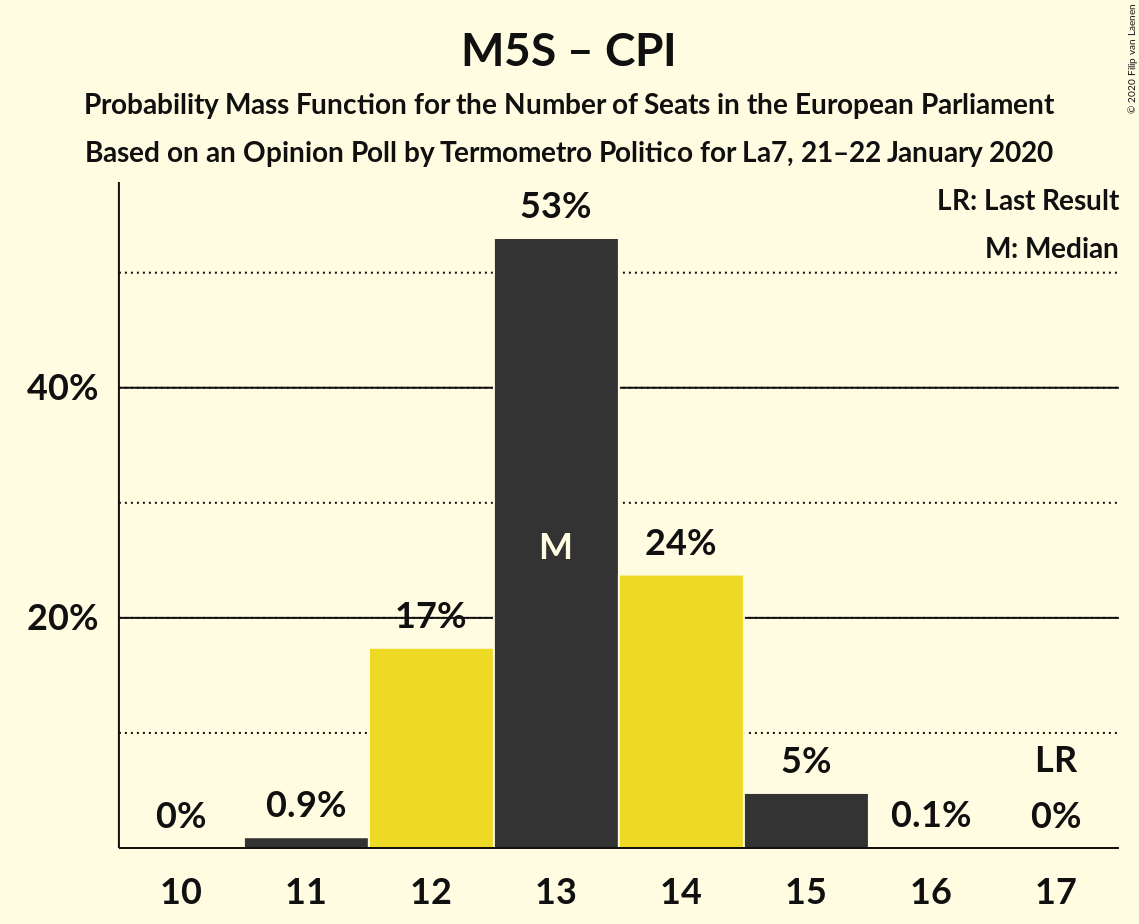 M5S – CPI
Probability Mass Function for the Number of Seats in the European Parliament
Based on an Opinion Poll by Termometro Politico for La7, 21–22 January 2020
© 2020 Filip van Laenen
LR: Last Result
M: Median
53%
40%
M
24%
20%
17%
0%
0.9%
5%
0.1%
LR
0%
10 11 12 13 14 15 16 17